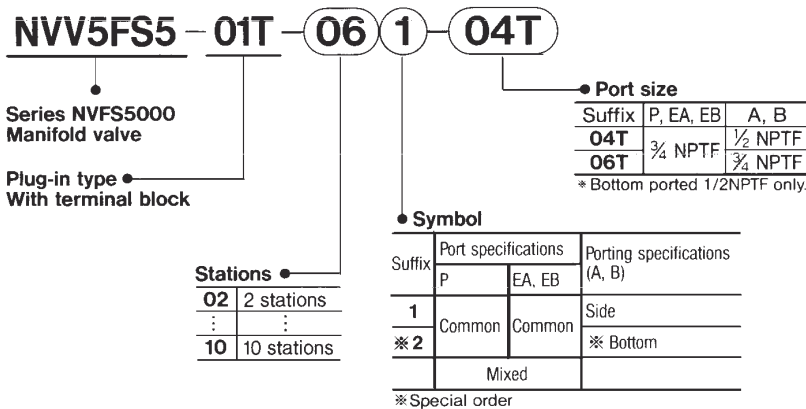 NVV5FS5 - 01T - 06 1 - 04T
Series NVFS5000
Manifold valve
Plug-in type
With terminal block
Port size
Suffix P, EA, EB A, B
04T ¾ NPTF ½ NPTF
06T ¾ NPTF
* Bottom ported 1/2NPTF only.
Symbol
Suffix Port specifications Porting specifications (A, B)
P EA, EB
1 Common Common Side
※2 ※ Bottom
Mixed
※Special order
Stations
02 2 stations
⋮ ⋮
10 10 stations